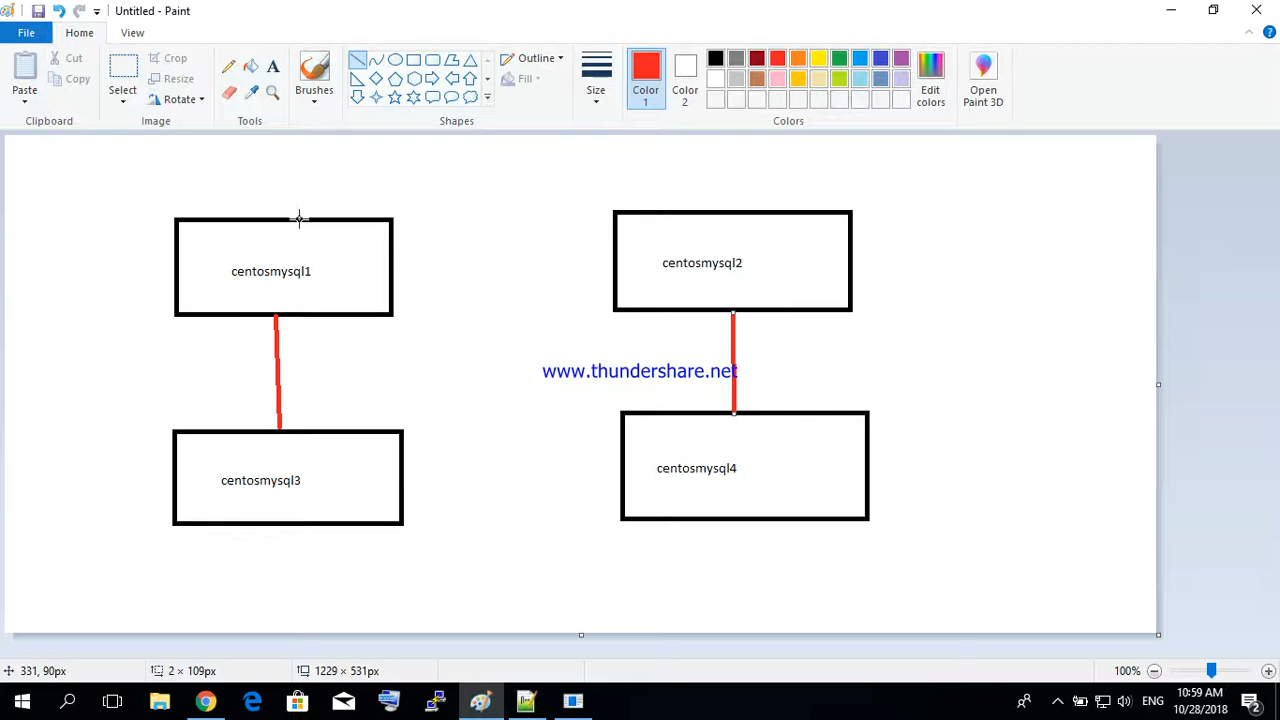 Untitled - Paint
File
Home
View
Paste
Cut
Copy
Clipboard
Select
Crop
Resize
Rotate
Image
Tools
Brushes
Outline
Fill
Shapes
Size
Color 1
Color 2
Edit colors
Colors
Open Paint 3D
centosmysql1
centosmysql2
www.thundershare.net
centosmysql3
centosmysql4
331, 90px
2 × 109px
1229 × 531px
100%
ENG
10:59 AM
10/28/2018
2